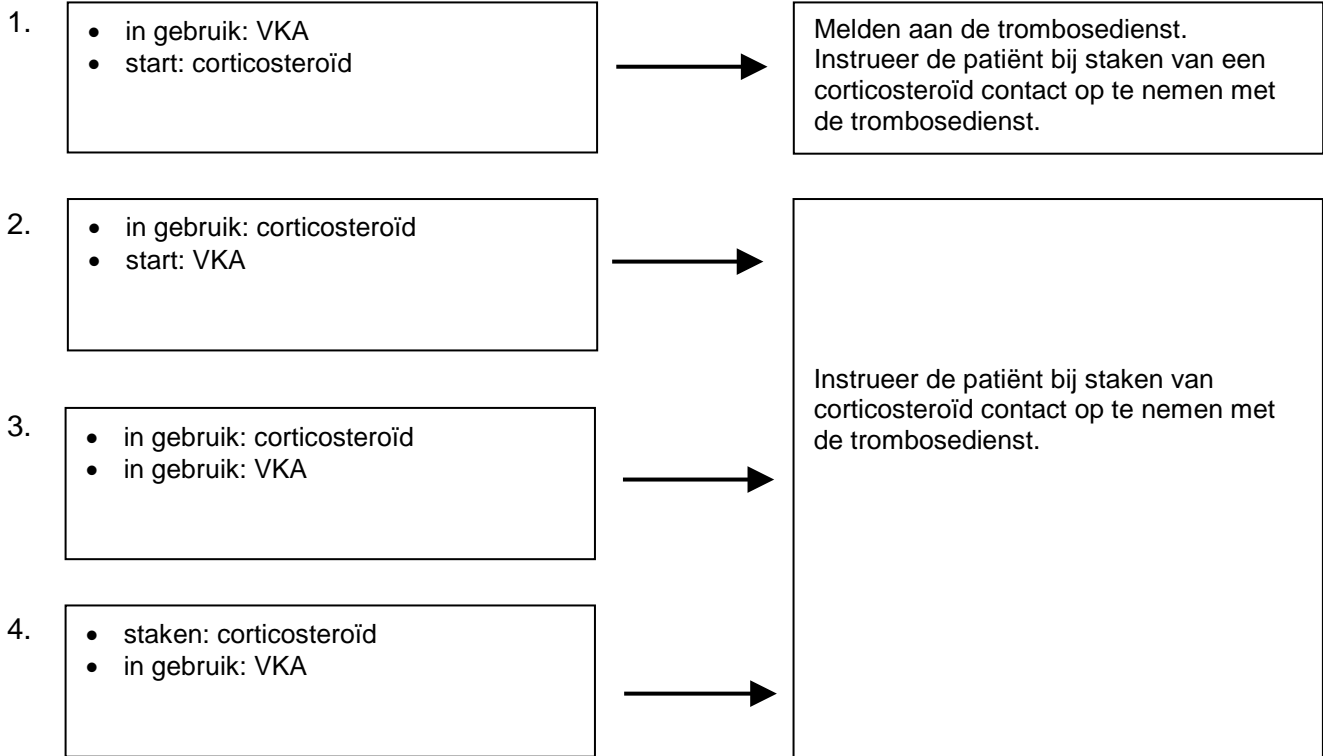 1.
• in gebruik: VKA
• start: corticosteroïd
Melden aan de trombosedienst.
Instrueer de patiënt bij staken van een
corticosteroïd contact op te nemen met
de trombosedienst.
2.
• in gebruik: corticosteroïd
• start: VKA
3.
• in gebruik: corticosteroïd
• in gebruik: VKA
4.
• staken: corticosteroïd
• in gebruik: VKA
Instrueer de patiënt bij staken van
corticosteroïd contact op te nemen met
de trombosedienst.